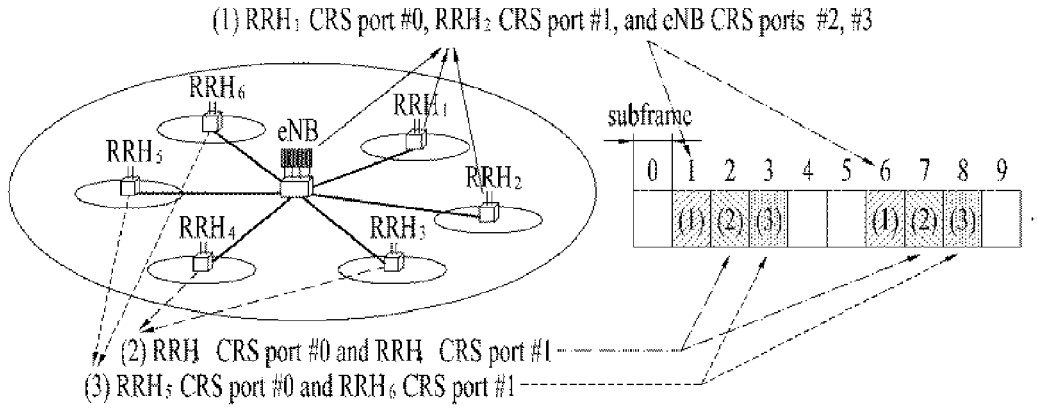 (1) RRH₁ CRS port #0, RRH₂ CRS port #1, and eNB CRS ports #2, #3
RRH₆
eNB
RRH₁
RRH₅
RRH₂
RRH₄
RRH₃
subframe
0 1 2 3 4 5 6 7 8 9
(1) (2) (3) (1) (2) (3)
(2) RRH CRS port #0 and RRH CRS port #1
(3) RRH₅ CRS port #0 and RRH₆ CRS port #1